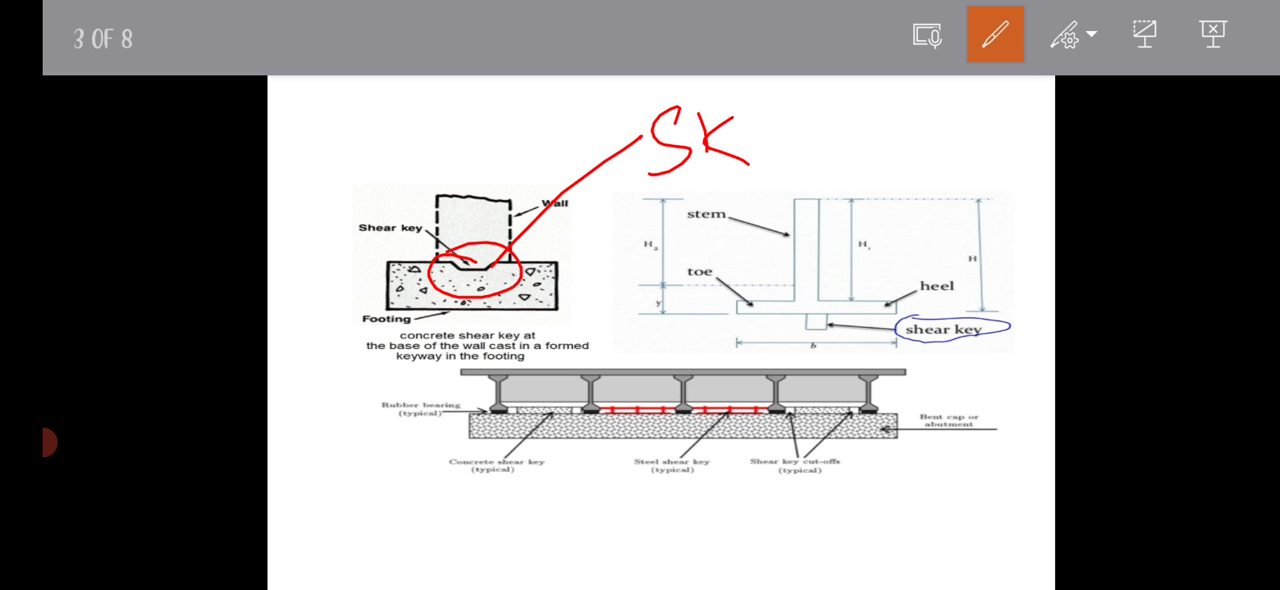 3 OF 8
SK
Wall
Shear key
Footing
concrete shear key at
the base of the wall cast in a formed
keyway in the footing
stem
H₂
H₁
H
toe
heel
y
shear key
b
Rubber bearing
(typical)
Bent cap or
abutment
Concrete shear key
(typical)
Steel shear key
(typical)
Shear key cut-offs
(typical)